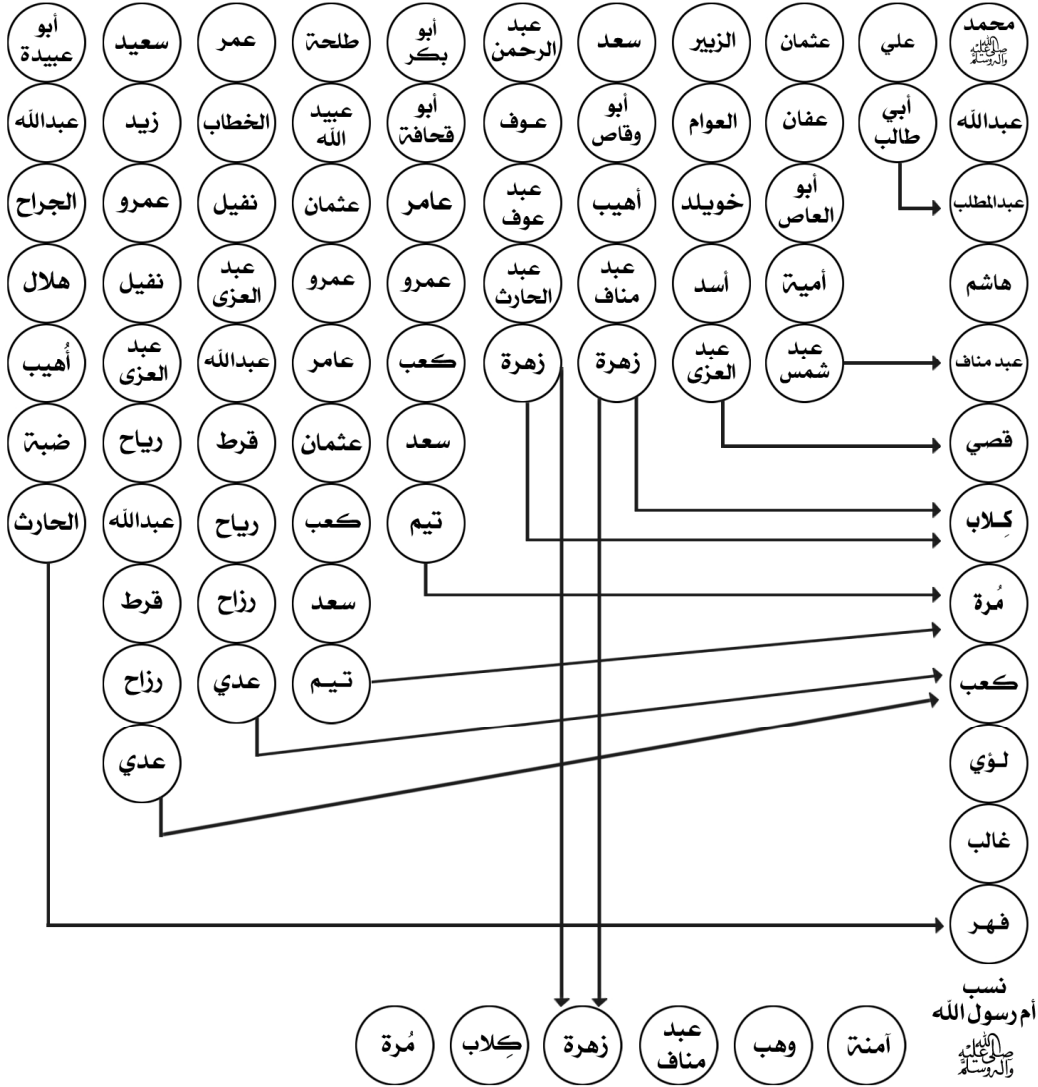 محمد
ﷺ
عبدالله
عبدالمطلب
هاشم
عبد مناف
قصي
كِلاب
مُرة
كعب
لؤي
غالب
فهر
علي
أبي
طالب
عثمان
عفان
أبو
العاص
أمية
عبد
شمس
الزبير
العوام
خويلد
أسد
عبد
العزى
سعد
أبو
وقاص
أهيب
عبد
مناف
زهرة
عبد
الرحمن
عوف
عبد
عوف
عبد
الحارث
زهرة
أبو
بكر
أبو
قحافة
عامر
عمرو
كعب
سعد
تيم
طلحة
عبيد
الله
عثمان
عمرو
عامر
عثمان
كعب
سعد
تيم
عمر
الخطاب
نفيل
عبد
العزى
عبدالله
قرط
رياح
رزاح
عدي
سعيد
زيد
عمرو
نفيل
عبد
العزى
رياح
عبدالله
قرط
رزاح
عدي
أبو
عبيدة
عبدالله
الجراح
هلال
أُهيب
ضبة
الحارث
نسب
أم رسول الله
ﷺ
آمنة
وهب
عبد
مناف
زهرة
كِلاب
مُرة